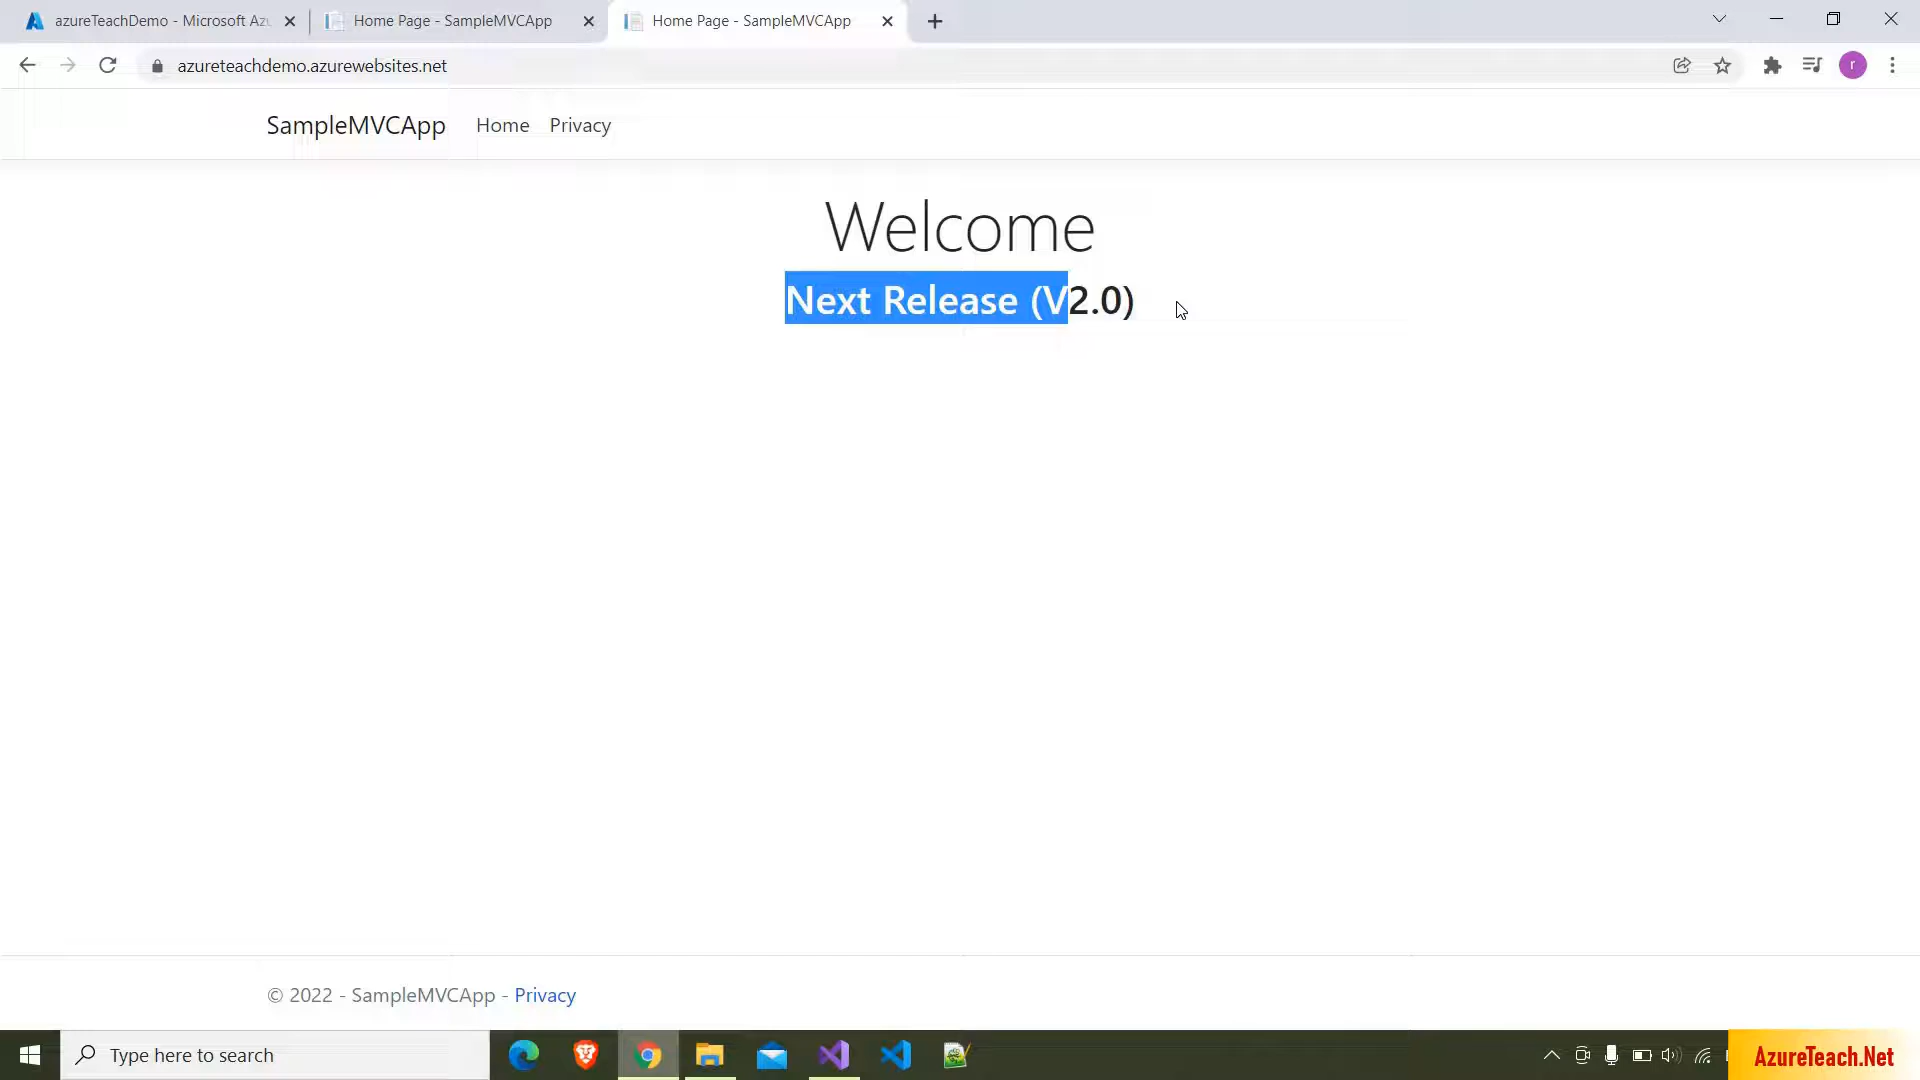 azureTeachDemo - Microsoft Az
Home Page - SampleMVCApp
Home Page - SampleMVCApp
azureteachdemo.azurewebsites.net
r
SampleMVCApp
Home
Privacy
Welcome
Next Release (V2.0)
© 2022 - SampleMVCApp - Privacy
Type here to search
AzureTeach.Net